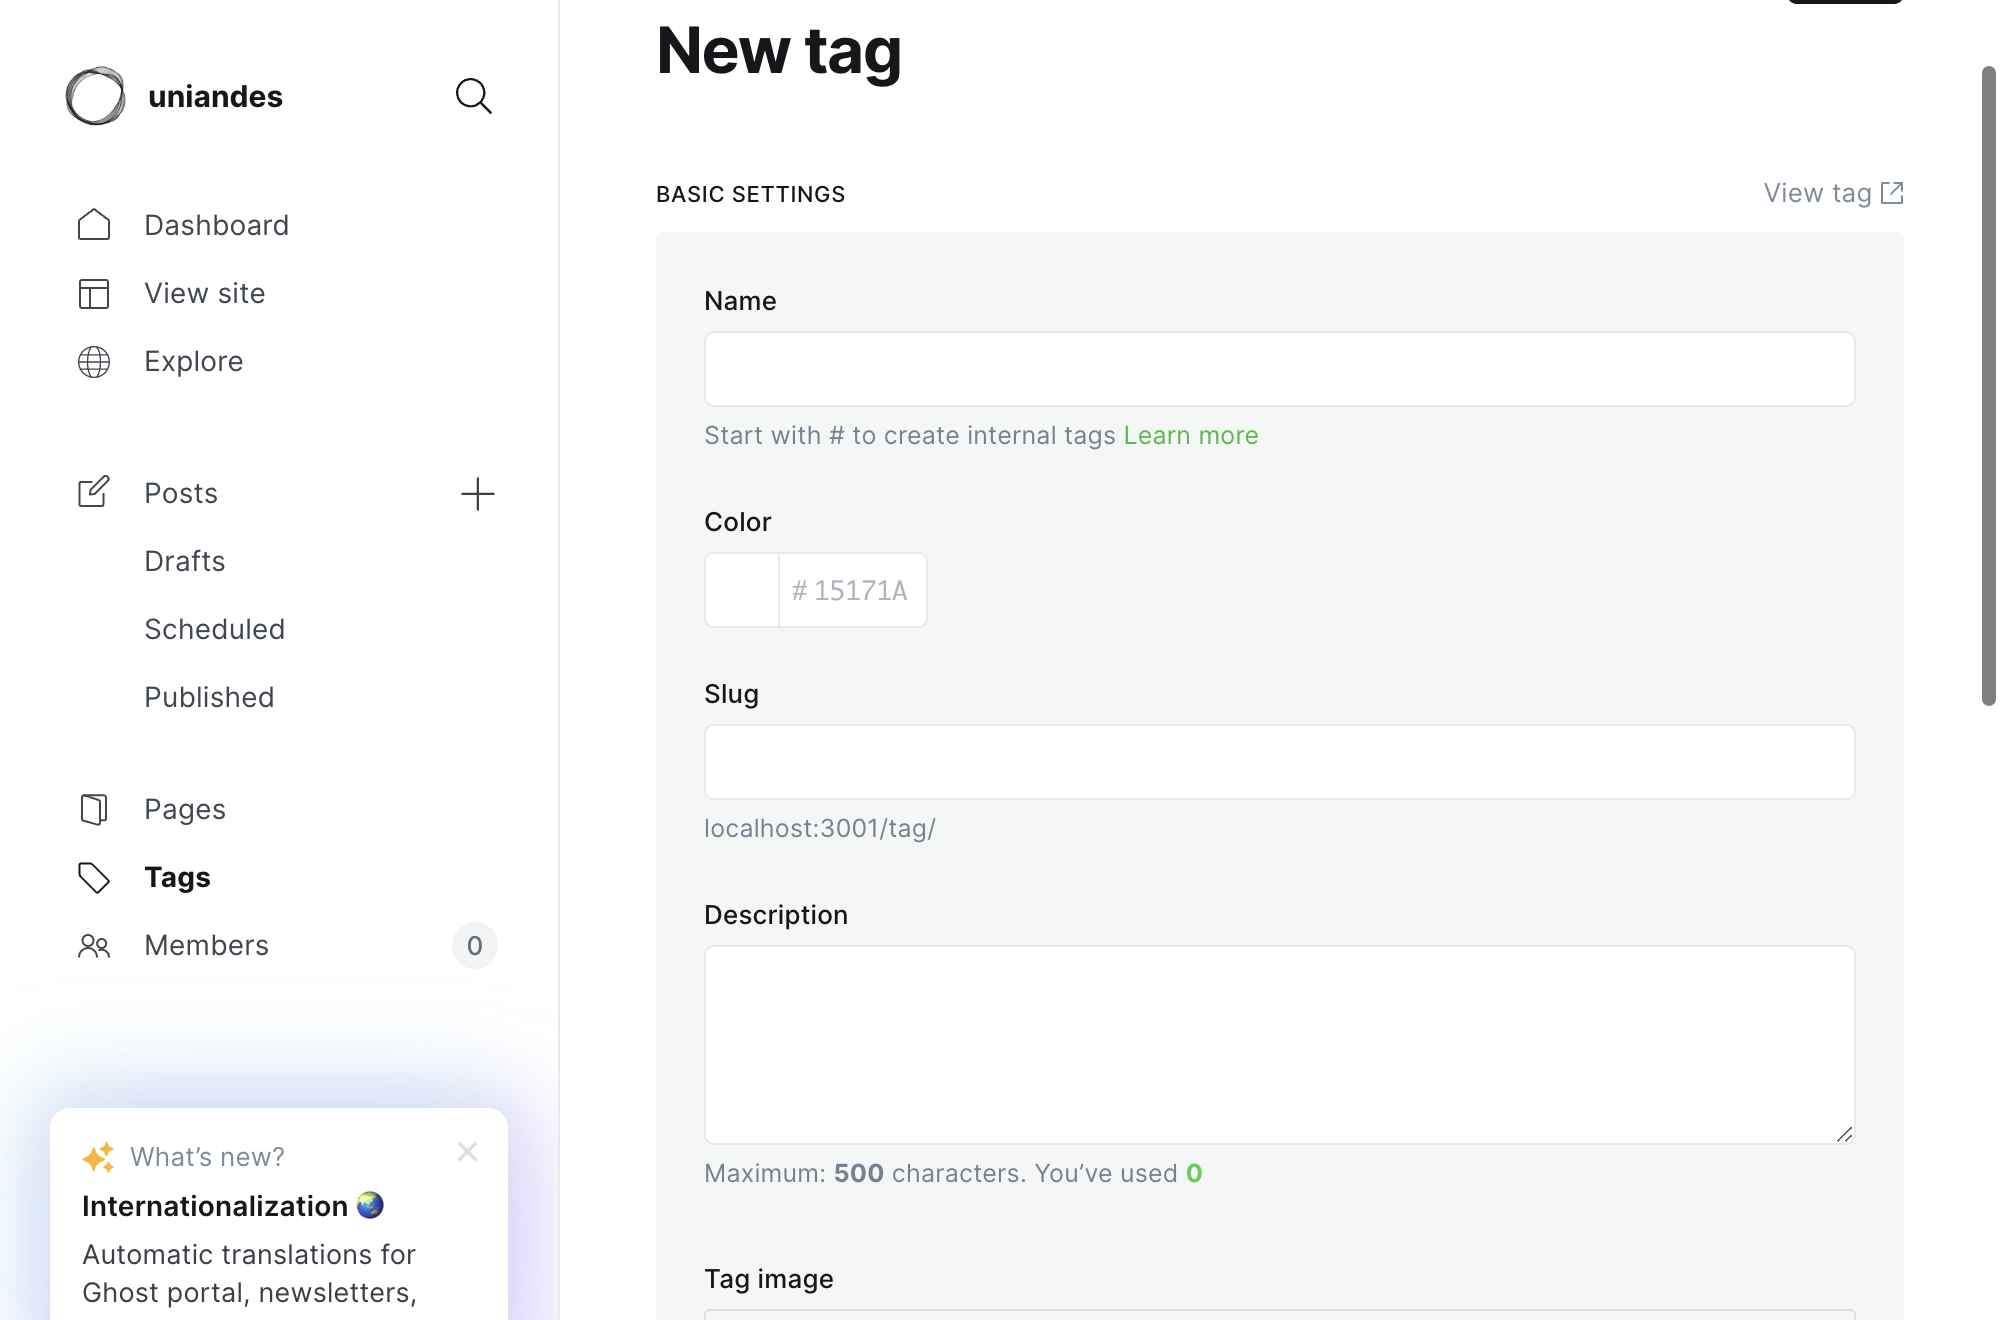 uniandes
Dashboard
View site
Explore
Posts
Drafts
Scheduled
Published
Pages
Tags
Members
0
What’s new?
Internationalization
Automatic translations for
Ghost portal, newsletters,
New tag
BASIC SETTINGS
View tag
Name
Start with # to create internal tags Learn more
Color
# 15171A
Slug
localhost:3001/tag/
Description
Maximum: 500 characters. You’ve used 0
Tag image